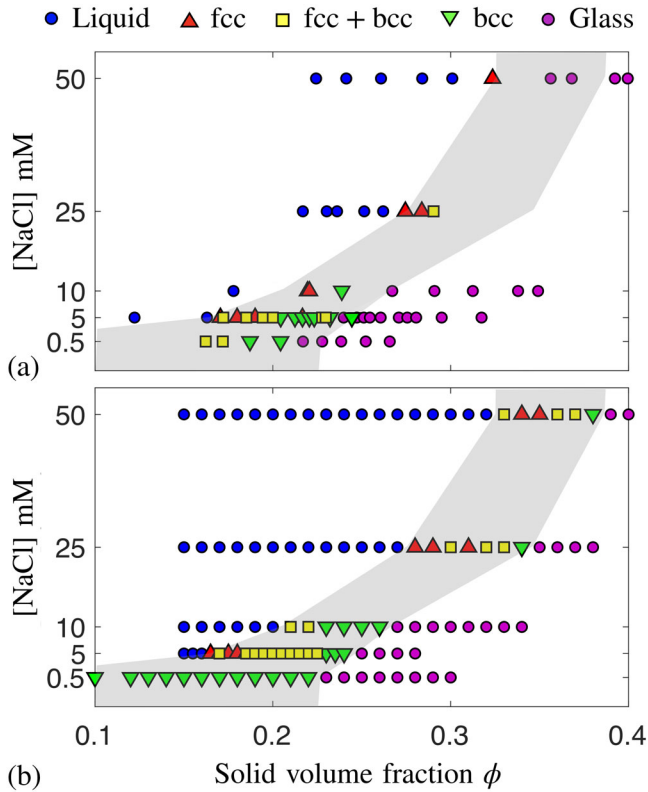 Liquid fcc fcc + bcc bcc Glass
50
25
10
5
0.5
[NaCl] mM
(a)
50
25
10
5
0.5
[NaCl] mM
0.1 0.2 0.3 0.4
(b) Solid volume fraction ϕ